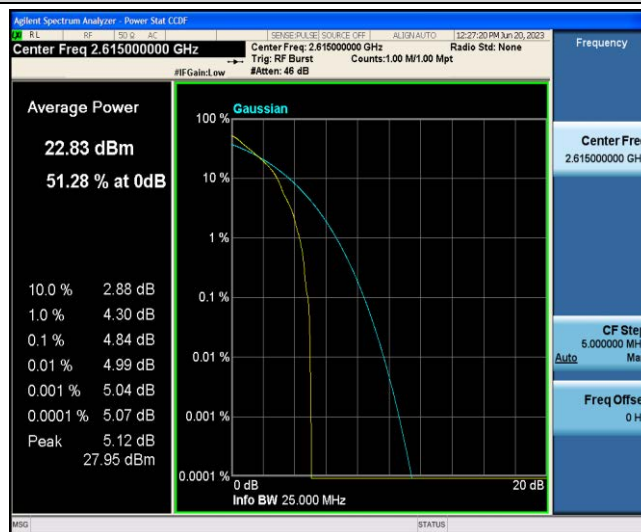 Agilent Spectrum Analyzer - Power Stat CCDF
RL RF 50 Ω AC SENSE:PULSE SOURCE OFF ALIGNAUTO 12:27:20 PM Jun 20, 2023
Center Freq 2.615000000 GHz
Center Freq: 2.615000000 GHz Radio Std: None
Trig: RF Burst Counts:1.00 M/1.00 Mpt
#IFGain:Low #Atten: 46 dB
Frequency
Average Power
22.83 dBm
51.28 % at 0dB
10.0 % 2.88 dB
1.0 % 4.30 dB
0.1 % 4.84 dB
0.01 % 4.99 dB
0.001 % 5.04 dB
0.0001 % 5.07 dB
Peak 5.12 dB
27.95 dBm
Gaussian
100 %
10 %
1 %
0.1 %
0.01 %
0.001 %
0.0001 %
0 dB 20 dB
Info BW 25.000 MHz
Center Fre
2.615000000 GH
CF Step
5.000000 MH
Auto Ma
Freq Offse
0 H
MSG STATUS